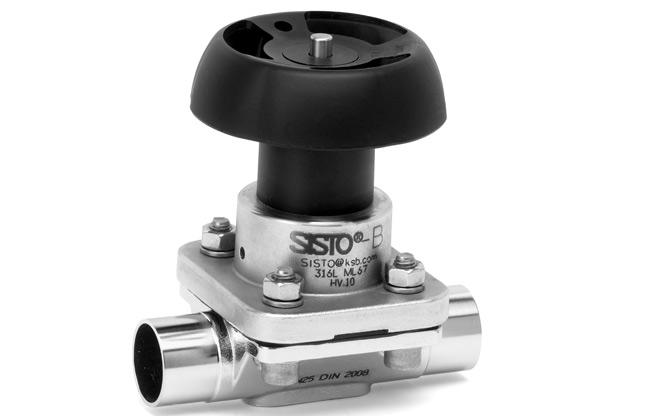 SISTO®-B
SISTO@ksb.com
316L ML67
HV.10
DIN 2008